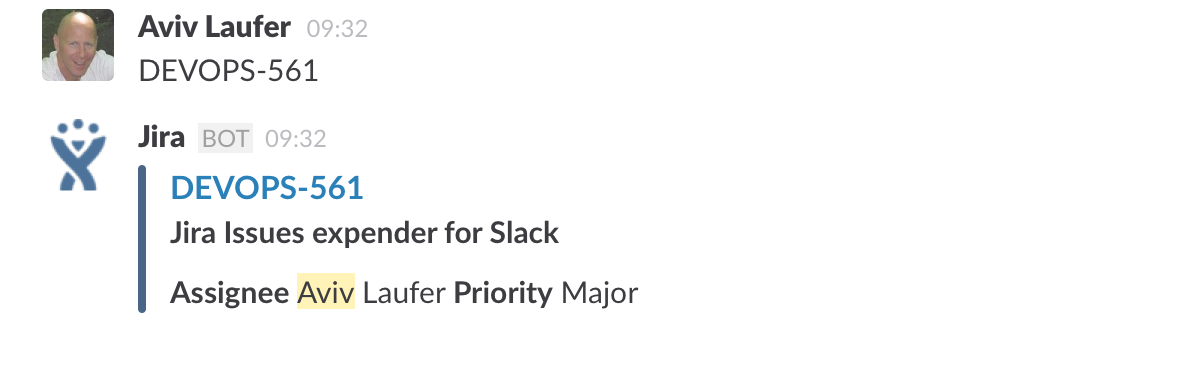 Aviv Laufer 09:32
DEVOPS-561
Jira BOT 09:32
DEVOPS-561
Jira Issues expender for Slack
Assignee Aviv Laufer Priority Major